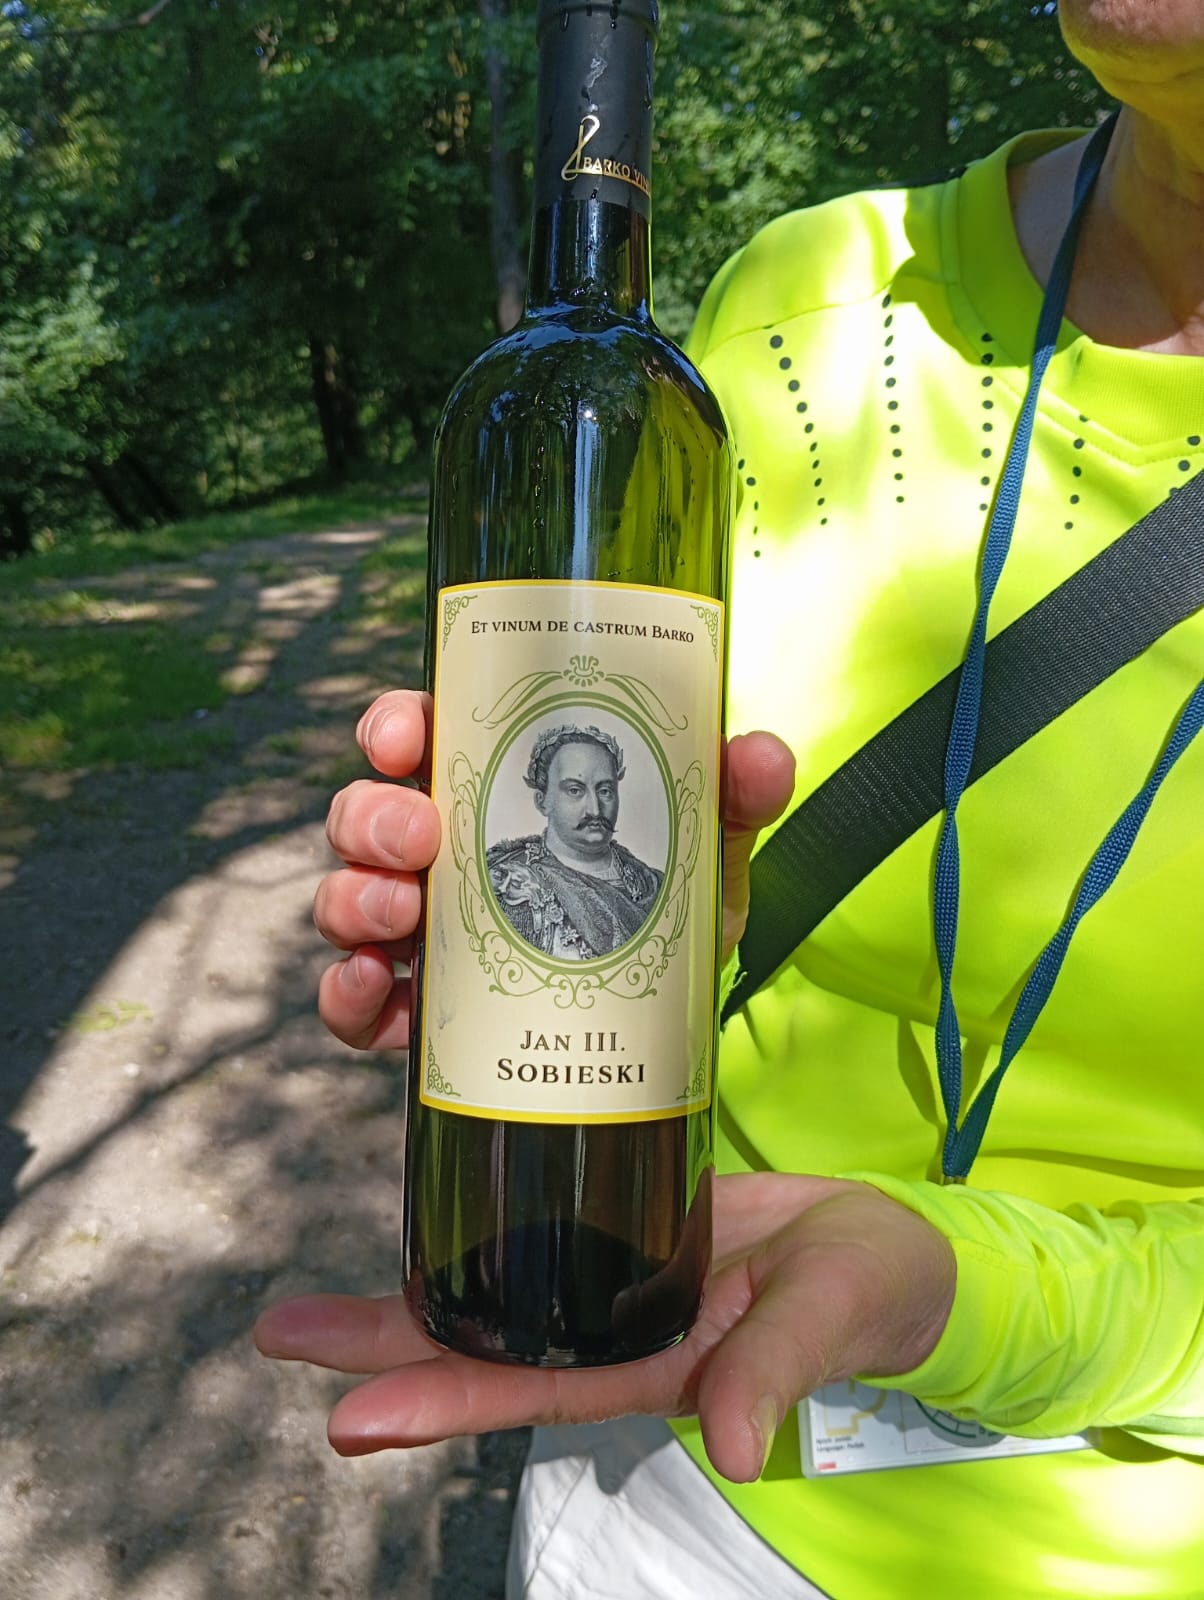 BARKO
ET VINUM DE CASTRUM BARKO
JAN III.
SOBIESKI